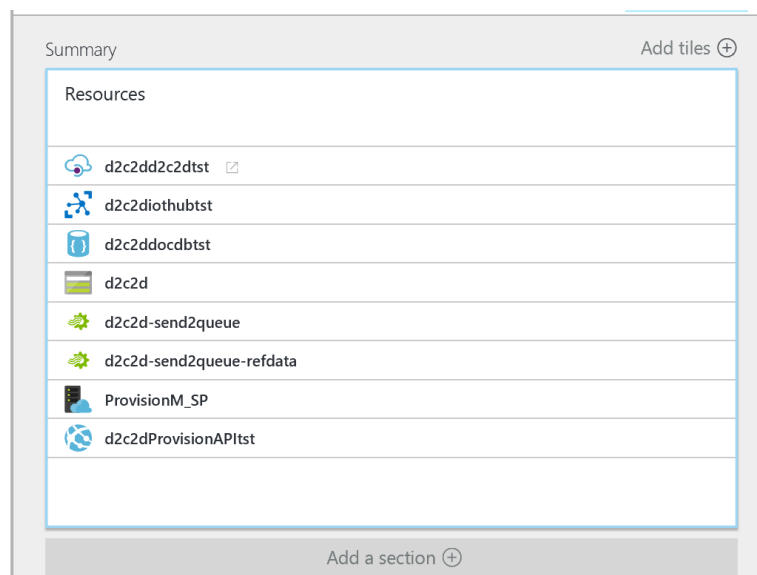 Summary
Add tiles
Resources
d2c2dd2c2dtst
d2c2diothubtst
d2c2ddocdbtst
d2c2d
d2c2d-send2queue
d2c2d-send2queue-refdata
ProvisionM_SP
d2c2dProvisionAPItst
Add a section